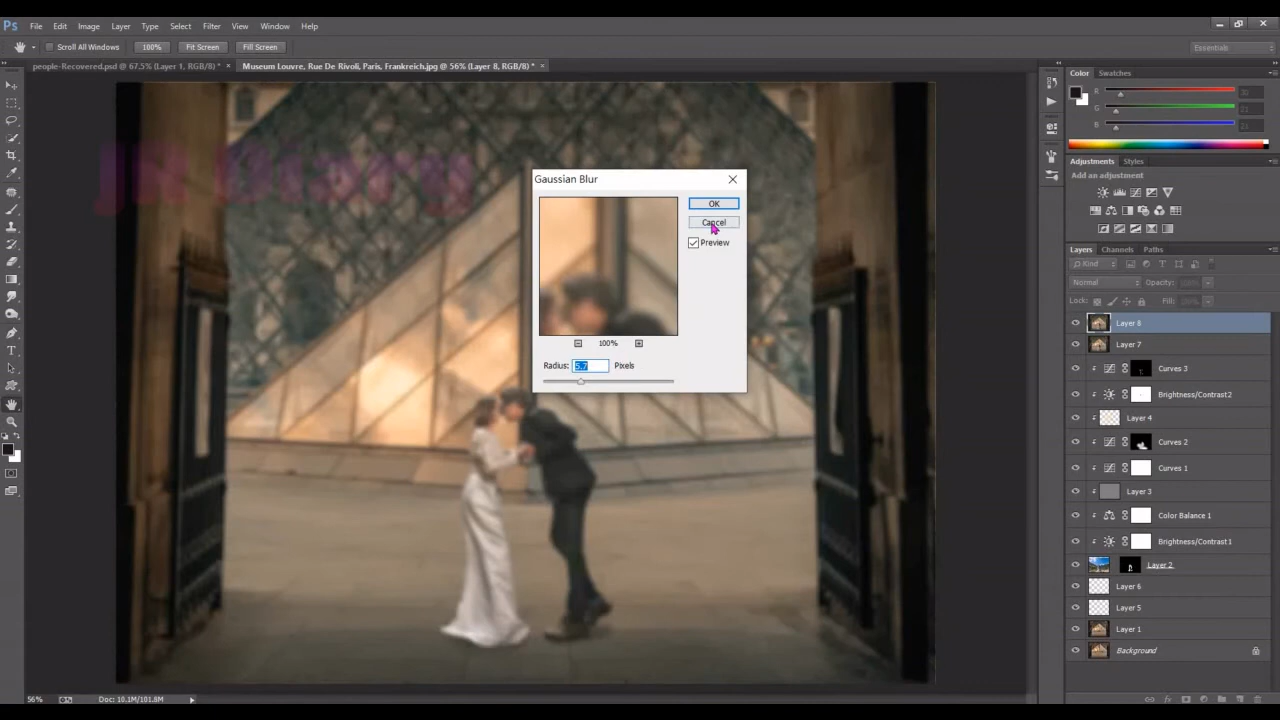 Ps File Edit Image Layer Type Select Filter View Window Help
Scroll All Windows 100% Fit Screen Fill Screen Essentials
people-Recovered.psd @ 67.5% (Layer 1, RGB/8) * × Museum Louvre, Rue De Rivoli, Paris, Frankreich.jpg @ 56% (Layer 8, RGB/8) * ×
Gaussian Blur
OK
Cancel
Preview
100%
Radius: 5.7 Pixels
Color Swatches
R
G
B
Adjustments Styles
Add an adjustment
Layers Channels Paths
Kind
Normal Opacity: 100%
Lock: Fill: 100%
Layer 8
Layer 7
Curves 3
Brightness/Contrast 2
Layer 4
Curves 2
Curves 1
Layer 3
Color Balance 1
Brightness/Contrast 1
Layer 2
Layer 6
Layer 5
Layer 1
Background
56% Doc: 10.1M/101.8M